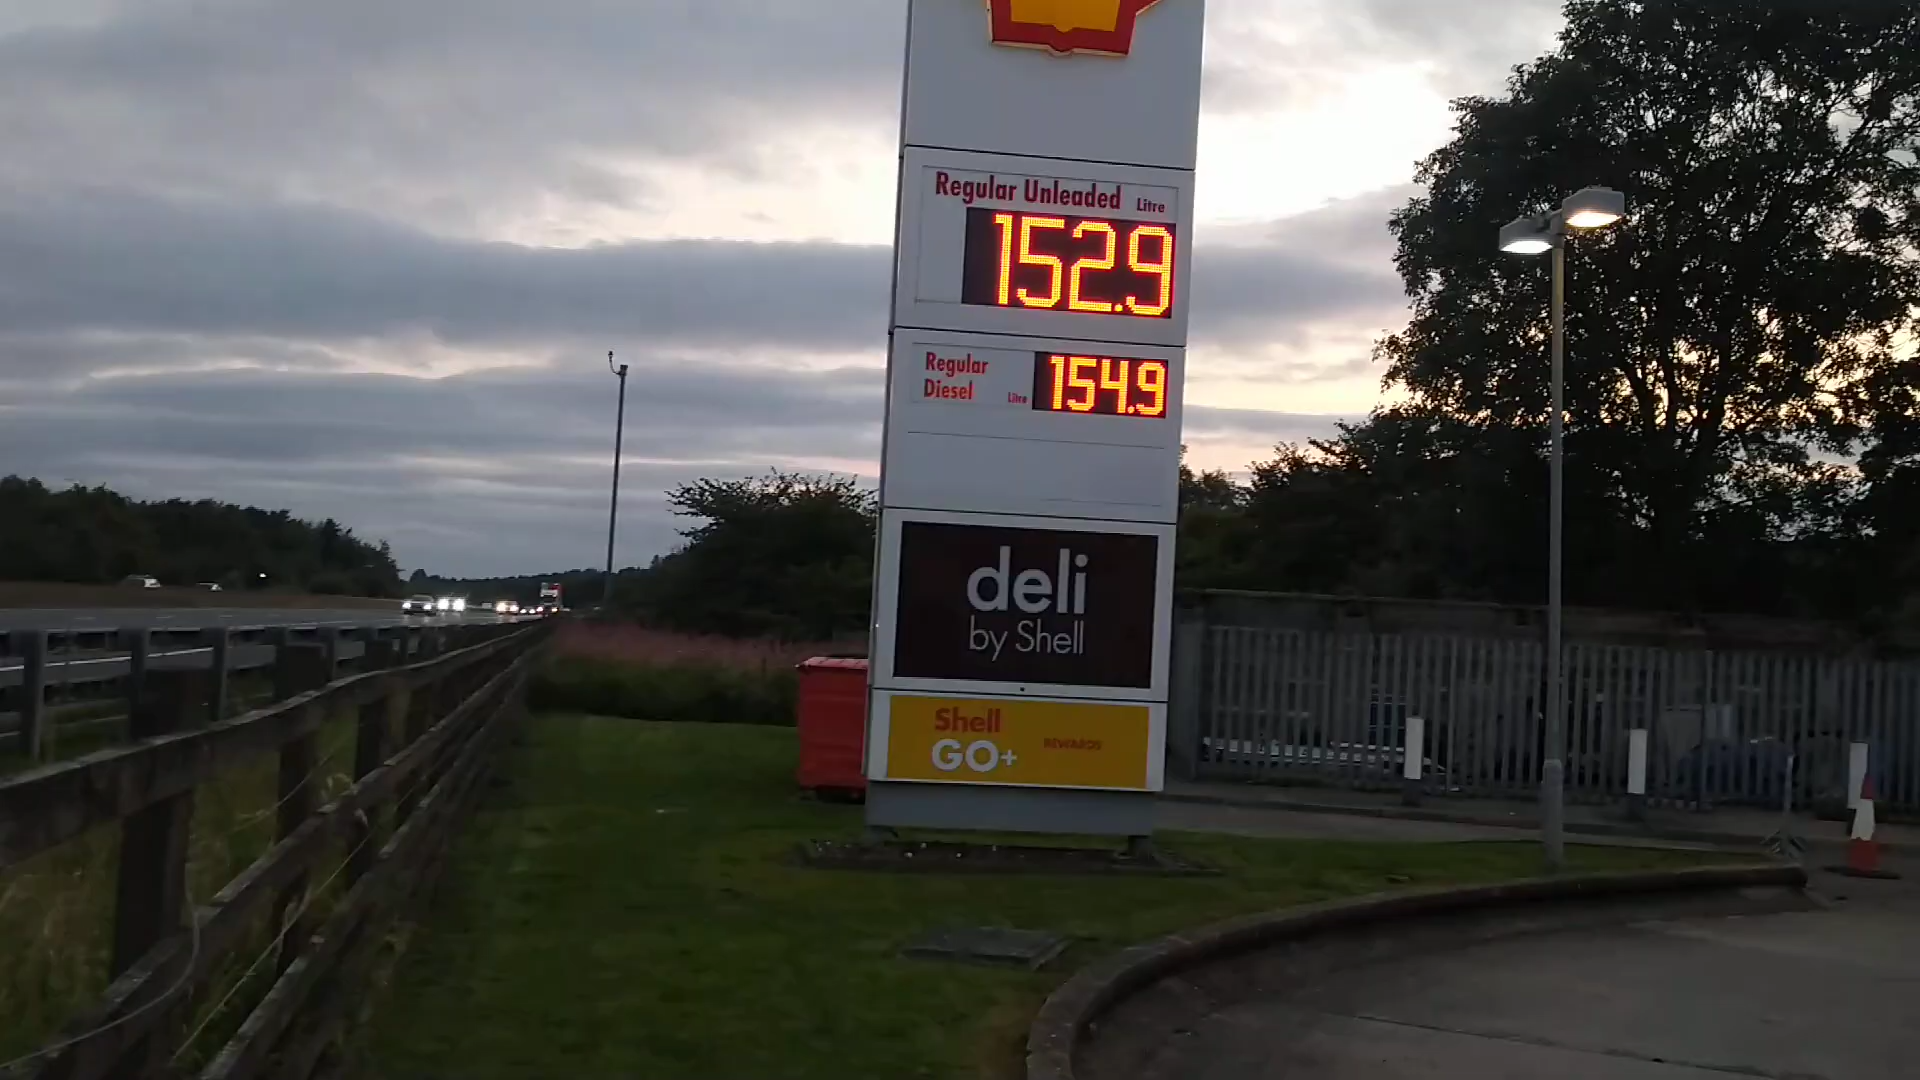 Regular Unleaded Litre
152.9
Regular
Diesel Litre
154.9
deli
by Shell
Shell
GO+ REWARDS